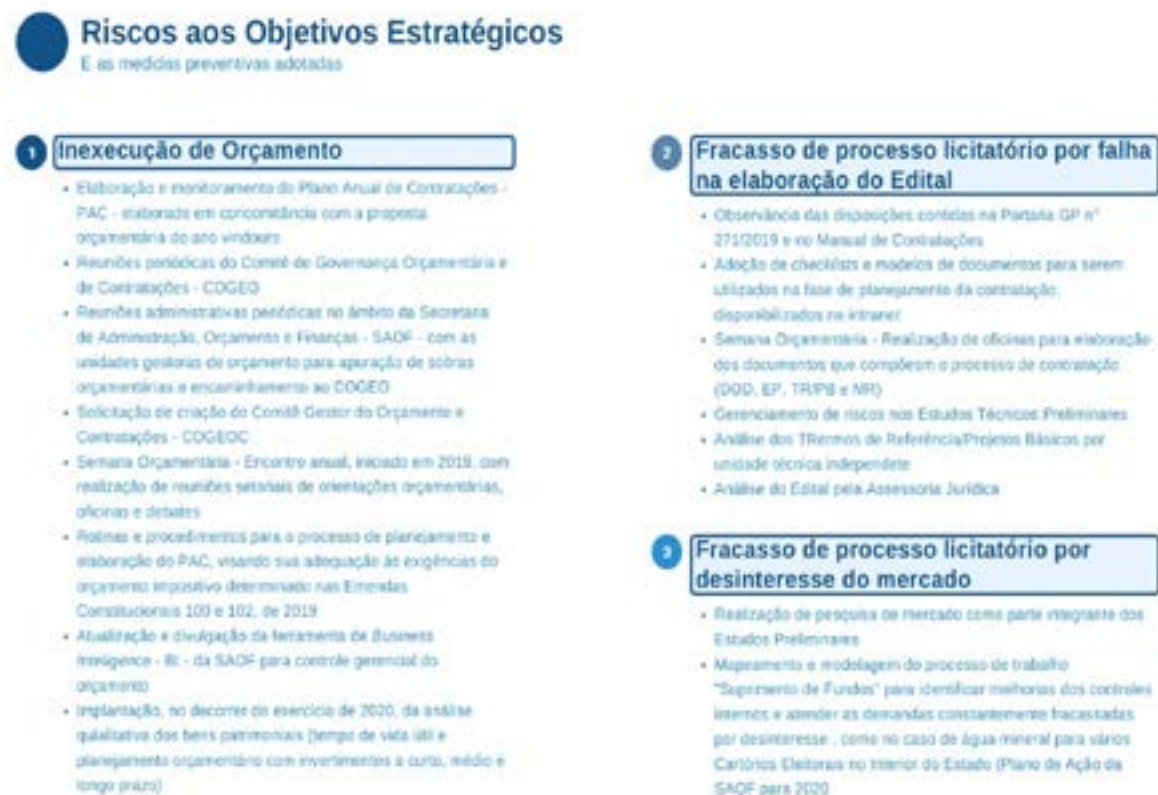 Riscos aos Objetivos Estratégicos
E as medidas preventivas adotadas
1 Inexecução de Orçamento
• Elaboração e monitoramento do Plano Anual de Contratações -
PAC - elaborado em concomitância com a proposta
orçamentária do ano vindouro
• Reuniões periódicas do Comitê de Governança Orçamentária e
de Contratações - COGEO
• Reuniões administrativas periódicas no âmbito da Secretaria
de Administração, Orçamento e Finanças - SAOF - com as
unidades gestoras de orçamento para apuração de sobras
orçamentárias e encaminhamento ao COGEO
• Solicitação de criação do Comitê Gestor do Orçamento e
Contratações - COGEOC
• Semana Orçamentária - Encontro anual, iniciado em 2019, com
realização de reuniões setoriais de orientações orçamentárias,
oficinas e debates
• Rotinas e procedimentos para o processo de planejamento e
elaboração do PAC, visando sua adequação às exigências do
orçamento impositivo determinado nas Emendas
Constitucionais 100 e 102, de 2019
• Atualização e divulgação da ferramenta de Business
Inteligence - BI - da SAOF para controle gerencial do
orçamento
• Implantação, no decorrer do exercício de 2020, da análise
qualitativa dos bens patrimoniais (tempo de vida útil e
planejamento orçamentário com invertimentos a curto, médio e
longo prazo)
2 Fracasso de processo licitatório por falha
na elaboração do Edital
• Observância das disposições contidas na Portaria GP n°
271/2019 e no Manual de Contratações
• Adoção de checklists e modelos de documentos para serem
utilizados na fase de planejamento da contratação,
disponibilizados na intranet
• Semana Orçamentária - Realização de oficinas para elaboração
dos documentos que compõesm o processo de contratação
(DOD, EP, TR/PB e MR)
• Gerenciamento de riscos nos Estudos Técnicos Preliminares
• Análise dos TRermos de Referência/Projetos Básicos por
unidade técnica independete
• Análise do Edital pela Assessoria Jurídica
3 Fracasso de processo licitatório por
desinteresse do mercado
• Realização de pesquisa de mercado como parte integrante dos
Estudos Preliminares
• Mapeamento e modelagem do processo de trabalho
"Suprimento de Fundos" para identificar melhorias dos controles
internos e atender as demandas constantemente fracassadas
por desinteresse , como no caso de água mineral para vários
Cartórios Eleitorais no Interior do Estado (Plano de Ação da
SAOF para 2020